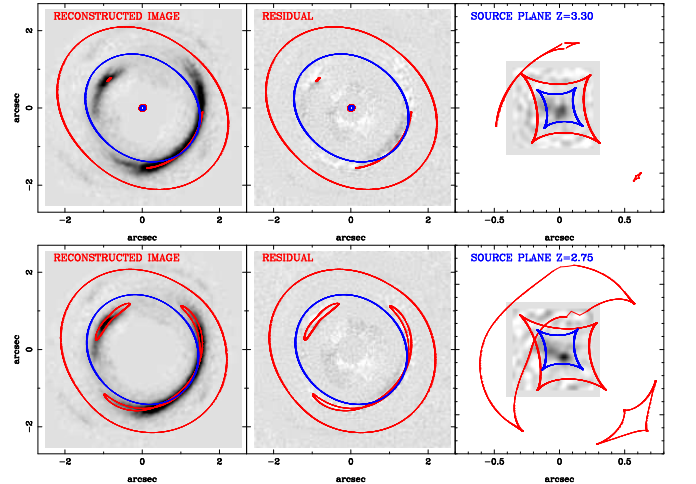 RECONSTRUCTED IMAGE RESIDUAL SOURCE PLANE Z=3.30
2
0
−2
arcsec
−2 0 2 −2 0 2 −0.5 0 0.5
arcsec arcsec arcsec
RECONSTRUCTED IMAGE RESIDUAL SOURCE PLANE Z=2.75
2
0
−2
arcsec
−2 0 2 −2 0 2 −0.5 0 0.5
arcsec arcsec arcsec